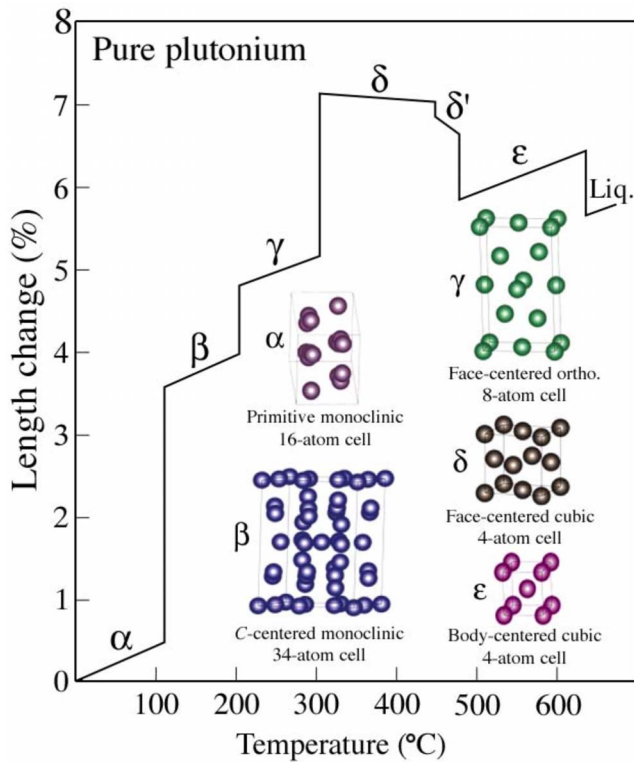 Pure plutonium
8
7
6
5
4
3
2
1
0
Length change (%)
100
200
300
400
500
600
Temperature (°C)
α
β
γ
δ
δ'
ε
Liq.
α
Primitive monoclinic
16-atom cell
β
C-centered monoclinic
34-atom cell
γ
Face-centered ortho.
8-atom cell
δ
Face-centered cubic
4-atom cell
ε
Body-centered cubic
4-atom cell